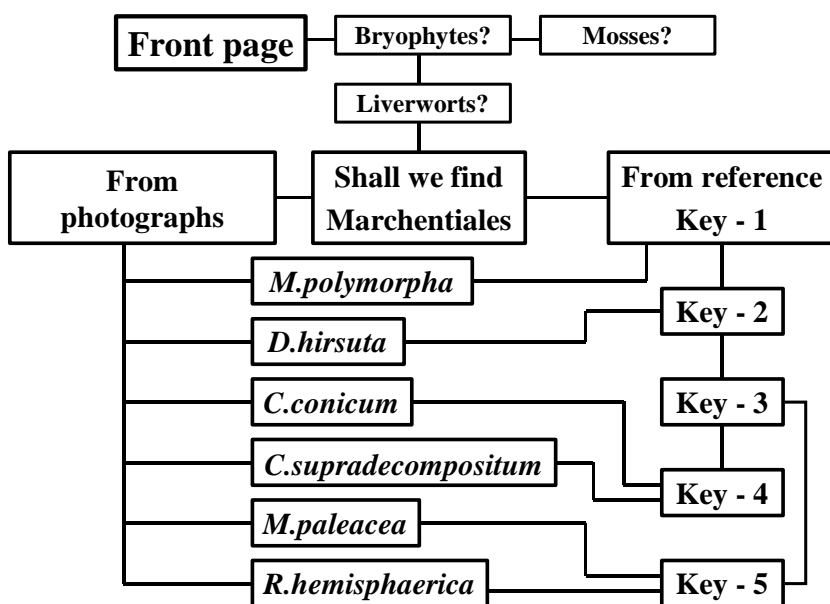 Front page
Bryophytes?
Mosses?
Liverworts?
From
photographs
Shall we find
Marchentiales
From reference
Key - 1
M.polymorpha
Key - 2
D.hirsuta
C.conicum
Key - 3
C.supradecompositum
Key - 4
M.paleacea
R.hemisphaerica
Key - 5